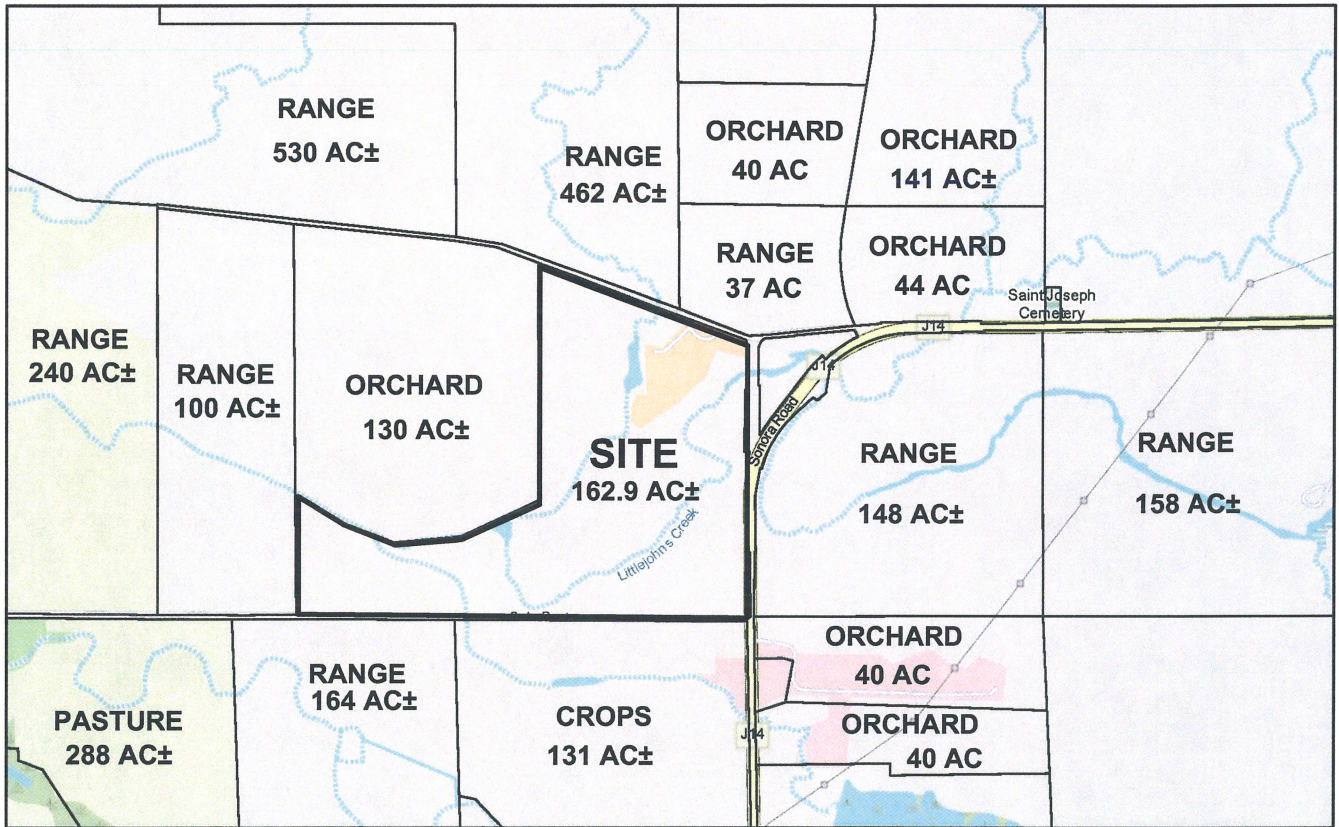 RANGE
530 AC±
RANGE
462 AC±
ORCHARD
40 AC
ORCHARD
141 AC±
RANGE
37 AC
ORCHARD
44 AC
Saint Joseph
Cemetery
J14
RANGE
240 AC±
RANGE
100 AC±
ORCHARD
130 AC±
SITE
162.9 AC±
Littlejohn's Creek
J14
Sonora Road
RANGE
148 AC±
RANGE
158 AC±
PASTURE
288 AC±
RANGE
164 AC±
CROPS
131 AC±
J14
ORCHARD
40 AC
ORCHARD
40 AC